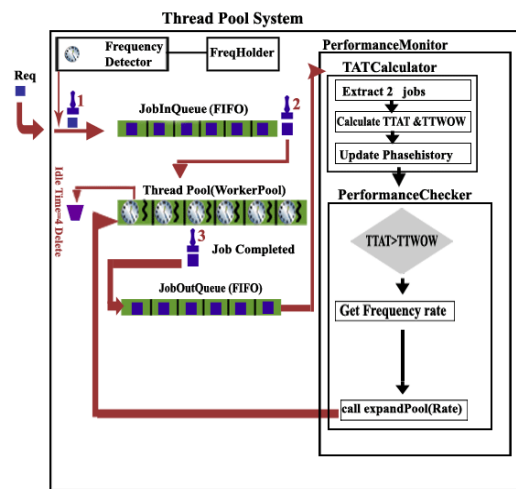 Thread Pool System
Frequency
Detector
FreqHolder
PerformanceMonitor
TATCalculator
Req
1
JobInQueue (FIFO)
2
Extract 2 jobs
Calculate TTAT &TTWOW
Update Phasehistory
Idle Time=4 Delete
Thread Pool(WorkerPool)
PerformanceChecker
3
Job Completed
TTAT>TTWOW
JobOutQueue (FIFO)
Get Frequency rate
call expandPool(Rate)